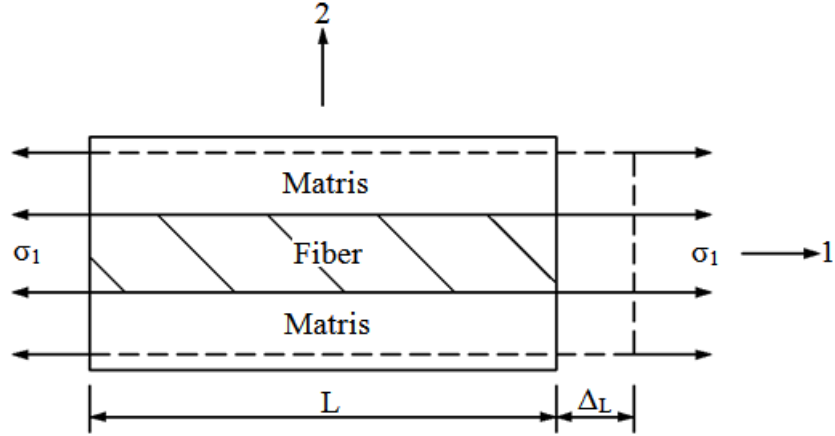 2
Matris
σ1 Fiber σ1 1
Matris
L ΔL